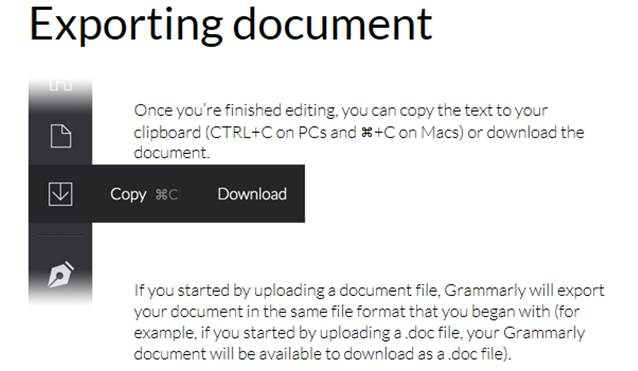 Exporting document
Once you’re finished editing, you can copy the text to your
clipboard (CTRL+C on PCs and ⌘+C on Macs) or download the
document.
Copy ⌘C Download
If you started by uploading a document file, Grammarly will export
your document in the same file format that you began with (for
example, if you started by uploading a .doc file, your Grammarly
document will be available to download as a .doc file).